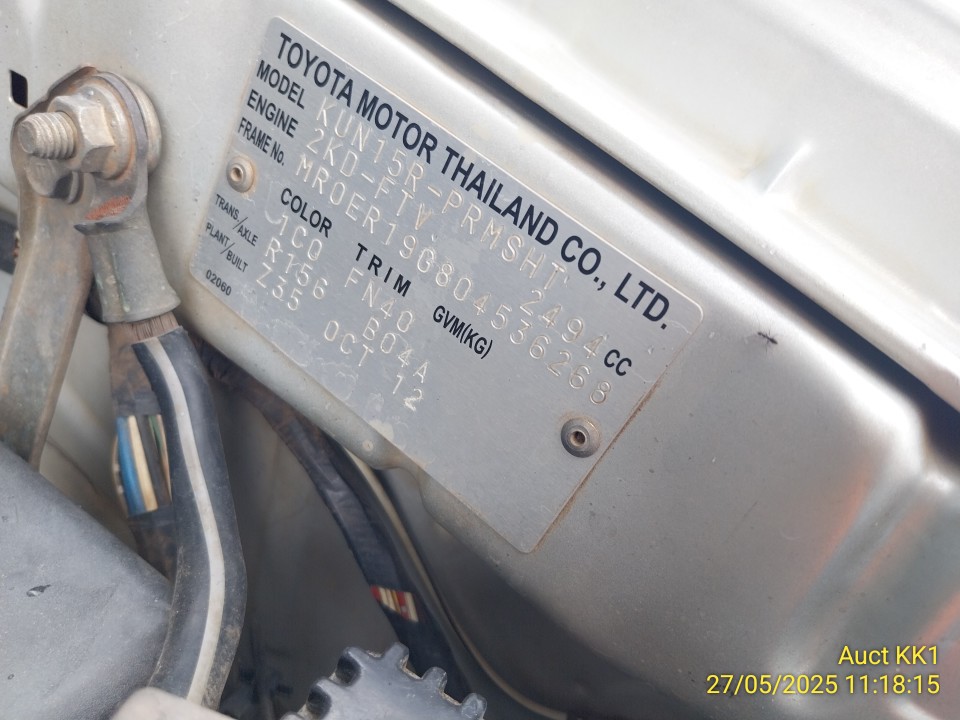 TOYOTA MOTOR THAILAND CO., LTD.
MODEL KUN15R-PRMSHT
ENGINE 2KD-FTV 2494 CC
FRAME No. MR0ER19G804536268
COLOR TRIM GVM(KG)
1C0 FN40
TRANS/AXLE R156 B04A
PLANT/BUILT Z35 OCT 12
02060
Auct KK1
27/05/2025 11:18:15